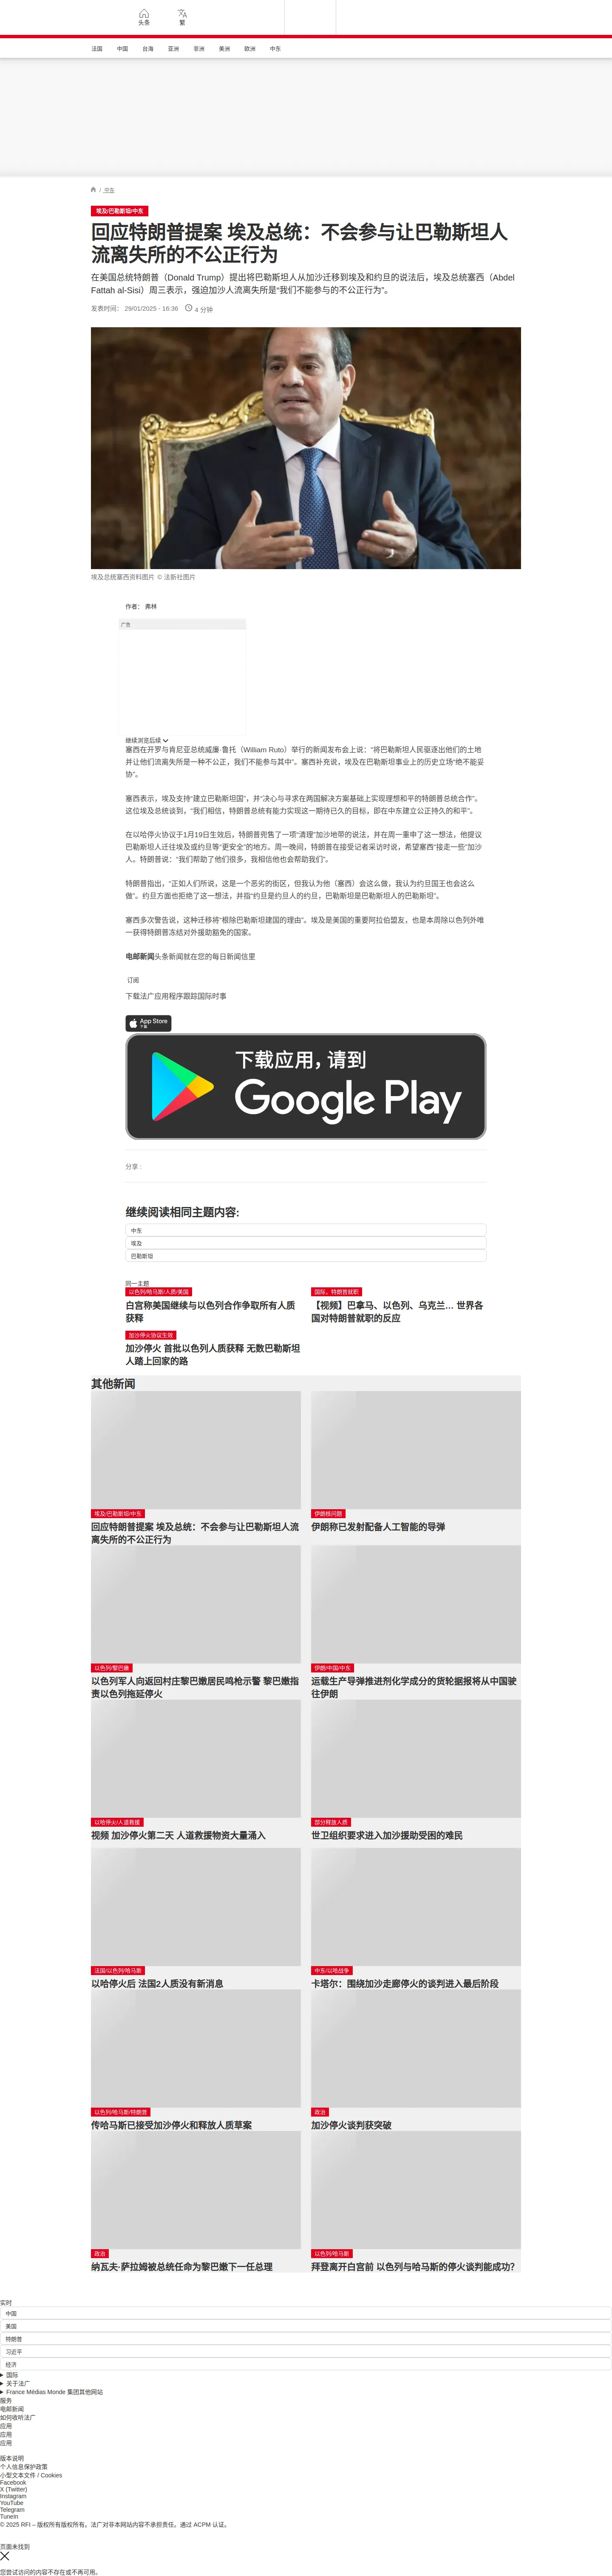 头条
繁
法国
中国
台海
亚洲
非洲
美洲
欧洲
中东
/ 中东
埃及/巴勒斯坦/中东
回应特朗普提案 埃及总统：不会参与让巴勒斯坦人
流离失所的不公正行为
在美国总统特朗普（Donald Trump）提出将巴勒斯坦人从加沙迁移到埃及和约旦的说法后，埃及总统塞西（Abdel
Fattah al-Sisi）周三表示，强迫加沙人流离失所是“我们不能参与的不公正行为”。
发表时间： 29/01/2025 - 16:36
4 分钟
埃及总统塞西资料图片 © 法新社图片
作者： 弗林
广告
继续浏览后续
塞西在开罗与肯尼亚总统威廉·鲁托（William Ruto）举行的新闻发布会上说：“将巴勒斯坦人民驱逐出他们的土地
并让他们流离失所是一种不公正，我们不能参与其中”。塞西补充说，埃及在巴勒斯坦事业上的历史立场“绝不能妥
协”。
塞西表示，埃及支持“建立巴勒斯坦国”，并“决心与寻求在两国解决方案基础上实现理想和平的特朗普总统合作”。
这位埃及总统谈到，“我们相信，特朗普总统有能力实现这一期待已久的目标，即在中东建立公正持久的和平”。
在以哈停火协议于1月19日生效后，特朗普兜售了一项“清理”加沙地带的说法，并在周一重申了这一想法，他提议
巴勒斯坦人迁往埃及或约旦等“更安全”的地方。周一晚间，特朗普在接受记者采访时说，希望塞西“接走一些”加沙
人。特朗普说：“我们帮助了他们很多，我相信他也会帮助我们”。
特朗普指出，“正如人们所说，这是一个恶劣的街区，但我认为他（塞西）会这么做，我认为约旦国王也会这么
做”。约旦方面也拒绝了这一想法，并指“约旦是约旦人的约旦，巴勒斯坦是巴勒斯坦人的巴勒斯坦”。
塞西多次警告说，这种迁移将“根除巴勒斯坦建国的理由”。埃及是美国的重要阿拉伯盟友，也是本周除以色列外唯
一获得特朗普冻结对外援助豁免的国家。
电邮新闻头条新闻就在您的每日新闻信里
订阅
下载法广应用程序跟踪国际时事
App Store
下载
下载应用，请到
Google Play
分享 :
继续阅读相同主题内容:
中东
埃及
巴勒斯坦
同一主题
以色列/哈马斯/人质/美国
白宫称美国继续与以色列合作争取所有人质
获释
国际，特朗普就职
【视频】巴拿马、以色列、乌克兰… 世界各
国对特朗普就职的反应
加沙停火协议生效
加沙停火 首批以色列人质获释 无数巴勒斯坦
人踏上回家的路
其他新闻
埃及/巴勒斯坦/中东
回应特朗普提案 埃及总统：不会参与让巴勒斯坦人流
离失所的不公正行为
伊朗核问题
伊朗称已发射配备人工智能的导弹
以色列/黎巴嫩
以色列军人向返回村庄黎巴嫩居民鸣枪示警 黎巴嫩指
责以色列拖延停火
伊朗/中国/中东
运载生产导弹推进剂化学成分的货轮据报将从中国驶
往伊朗
以哈停火/人道救援
视频 加沙停火第二天 人道救援物资大量涌入
部分释放人质
世卫组织要求进入加沙援助受困的难民
法国/以色列/哈马斯
以哈停火后 法国2人质没有新消息
中东/以哈战争
卡塔尔：围绕加沙走廊停火的谈判进入最后阶段
以色列/哈马斯/特朗普
传哈马斯已接受加沙停火和释放人质草案
政治
加沙停火谈判获突破
政治
纳瓦夫·萨拉姆被总统任命为黎巴嫩下一任总理
以色列/哈马斯
拜登离开白宫前 以色列与哈马斯的停火谈判能成功？
实时
中国
美国
特朗普
习近平
经济
国际
关于法广
France Médias Monde 集团其他网站
服务
电邮新闻
如何收听法广
应用
应用
应用
版本说明
个人信息保护政策
小型文本文件 / Cookies
Facebook
X (Twitter)
Instagram
YouTube
Telegram
TuneIn
© 2025 RFI – 版权所有版权所有。法广对非本网站内容不承担责任。通过 ACPM 认证。
页面未找到
您尝试访问的内容不存在或不再可用。